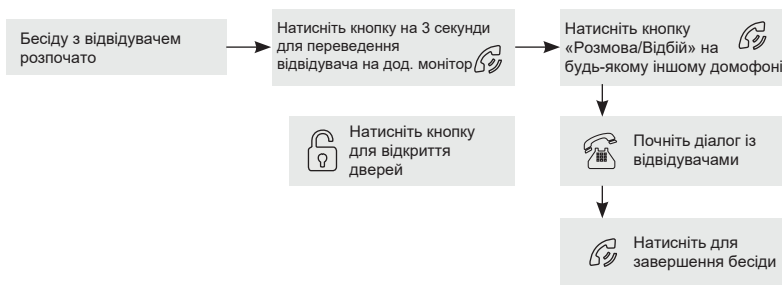 Бесіду з відвідувачем
розпочато
Натисніть кнопку на 3 секунди
для переведення
відвідувача на дод. монітор
Натисніть кнопку
«Розмова/Відбій» на
будь-якому іншому домофоні
Натисніть кнопку
для відкриття
дверей
Почніть діалог із
відвідувачами
Натисніть для
завершення бесіди